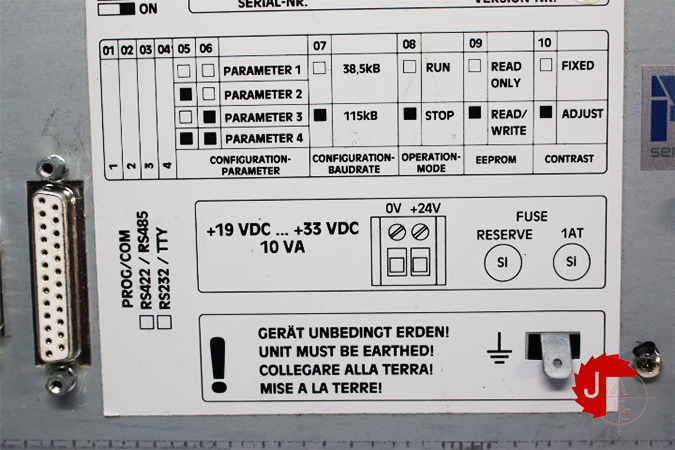 ON
SERIAL-NR.
VERSION-NR.
01 02 03 04 05 06 07 08 09 10
PARAMETER 1 38,5kB RUN READ ONLY FIXED
PARAMETER 2
PARAMETER 3 115kB STOP READ/ WRITE ADJUST
PARAMETER 4
1 2 3 4
CONFIGURATION-PARAMETER
CONFIGURATION-BAUDRATE
OPERATION-MODE
EEPROM
CONTRAST
PROG/COM
RS422 / RS485
RS232 / TTY
+19 VDC ... +33 VDC
10 VA
0V +24V
FUSE
RESERVE 1AT
SI SI
GERÄT UNBEDINGT ERDEN!
UNIT MUST BE EARTHED!
COLLEGARE ALLA TERRA!
MISE A LA TERRE!
!
J